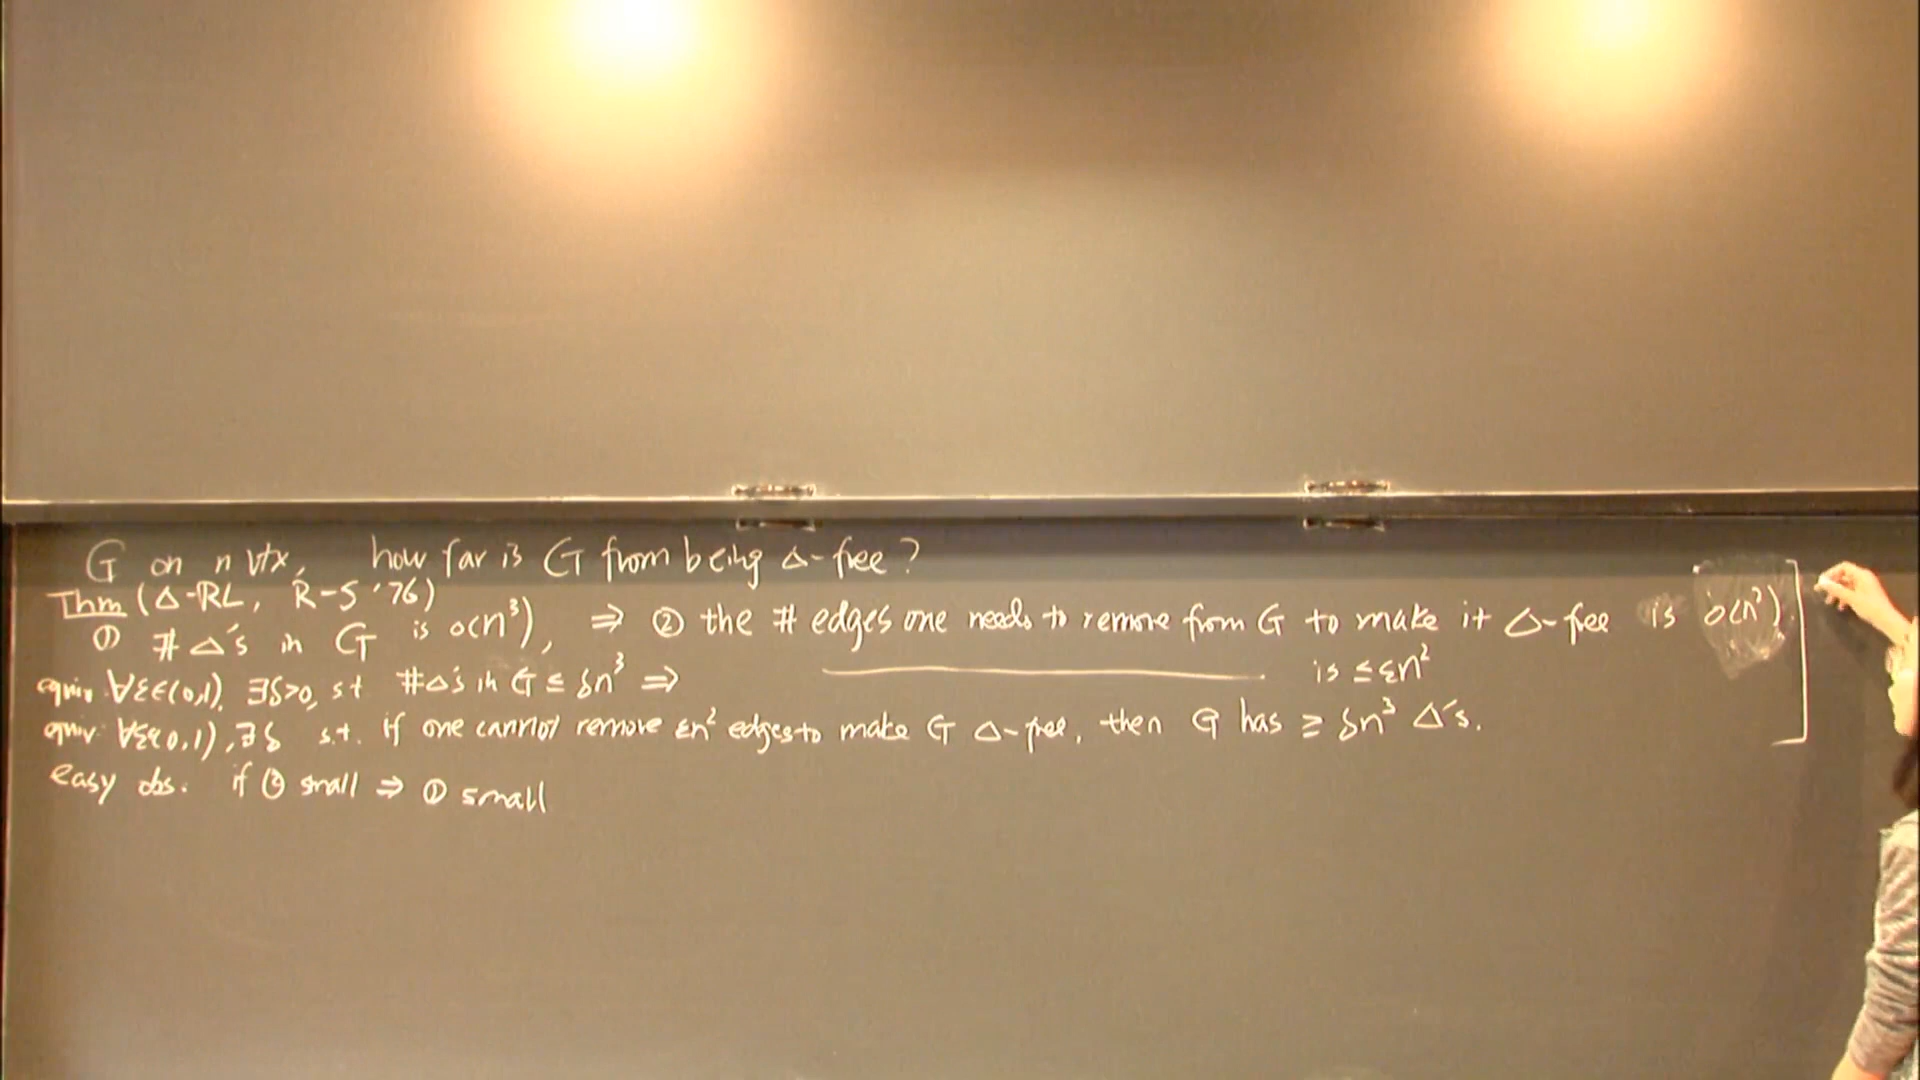 G on n vtx, how far is G from being Δ-free?
Thm (Δ-RL, R-S '76)
① # Δ's in G is o(n³), ⇒ ② the # edges one needs to remove from G to make it Δ-free is o(n²).
equiv. ∀ε∈(0,1), ∃δ>0, st #Δ's in G ≤ δn³ ⇒ ——— is ≤ εn²
equiv ∀ε(0,1), ∃δ s.t. if one cannot remove εn² edges to make G Δ-free, then G has ≥ δn³ Δ's.
easy obs. if ② small ⇒ ① small